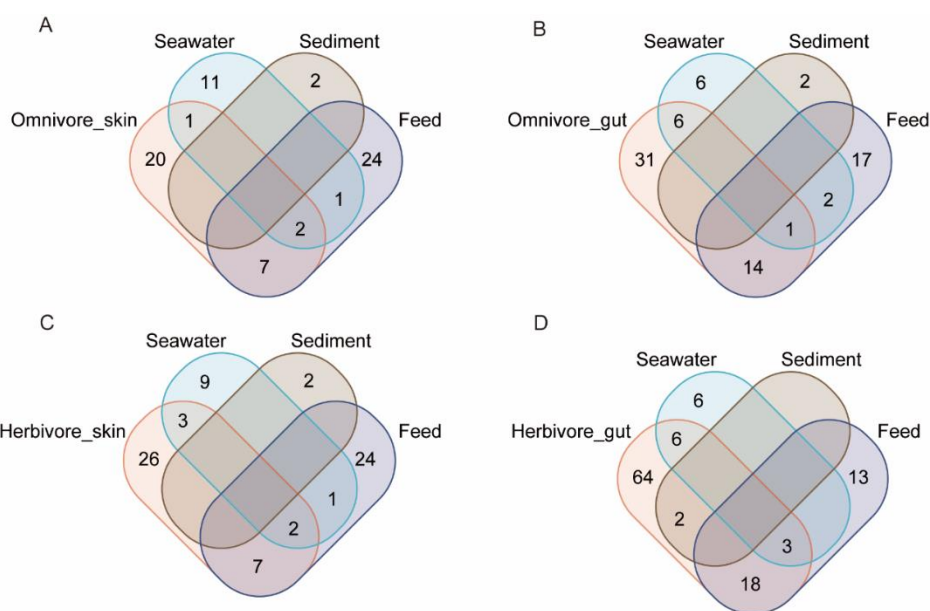 A
B
Seawater
Sediment
Seawater
Sediment
11
2
6
2
Omnivore_skin
1
Feed
Omnivore_gut
6
Feed
20
24
31
17
1
2
2
1
7
14
C
D
Seawater
Sediment
Seawater
Sediment
9
2
6
Herbivore_skin
3
Feed
Herbivore_gut
6
Feed
26
24
64
13
1
2
2
3
7
18